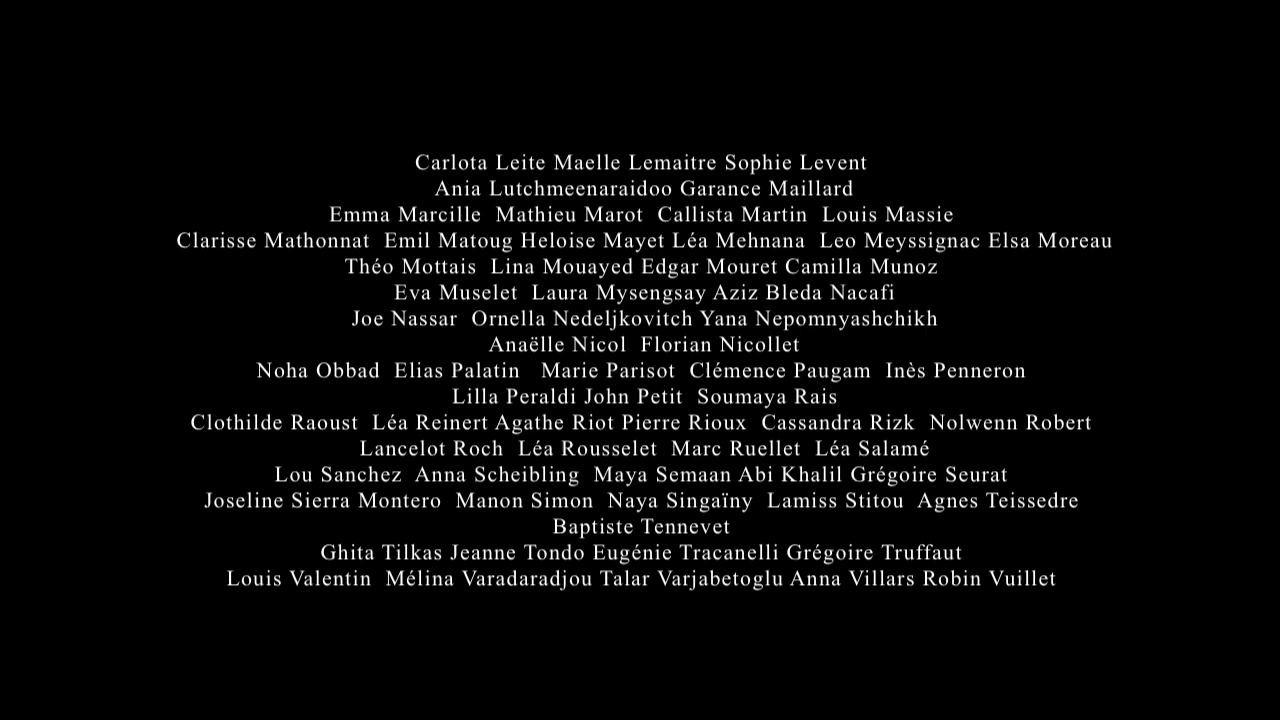 Carlota Leite Maelle Lemaitre Sophie Levent
Ania Lutchmeenaraidoo Garance Maillard
Emma Marcille  Mathieu Marot  Callista Martin  Louis Massie
Clarisse Mathonnat  Emil Matoug Heloise Mayet Léa Mehnana  Leo Meyssignac Elsa Moreau
Théo Mottais  Lina Mouayed Edgar Mouret Camilla Munoz
Eva Muselet  Laura Mysengsay Aziz Bleda Nacafi
Joe Nassar  Ornella Nedeljkovitch Yana Nepomnyashchikh
Anaëlle Nicol  Florian Nicollet
Noha Obbad  Elias Palatin   Marie Parisot  Clémence Paugam  Inès Penneron
Lilla Peraldi John Petit  Soumaya Rais
Clothilde Raoust  Léa Reinert Agathe Riot Pierre Rioux  Cassandra Rizk  Nolwenn Robert
Lancelot Roch  Léa Rousselet  Marc Ruellet  Léa Salamé
Lou Sanchez  Anna Scheibling  Maya Semaan Abi Khalil Grégoire Seurat
Joseline Sierra Montero  Manon Simon  Naya Singaïny  Lamiss Stitou  Agnes Teissedre
Baptiste Tennevet
Ghita Tilkas Jeanne Tondo Eugénie Tracanelli Grégoire Truffaut
Louis Valentin  Mélina Varadaradjou Talar Varjabetoglu Anna Villars Robin Vuillet